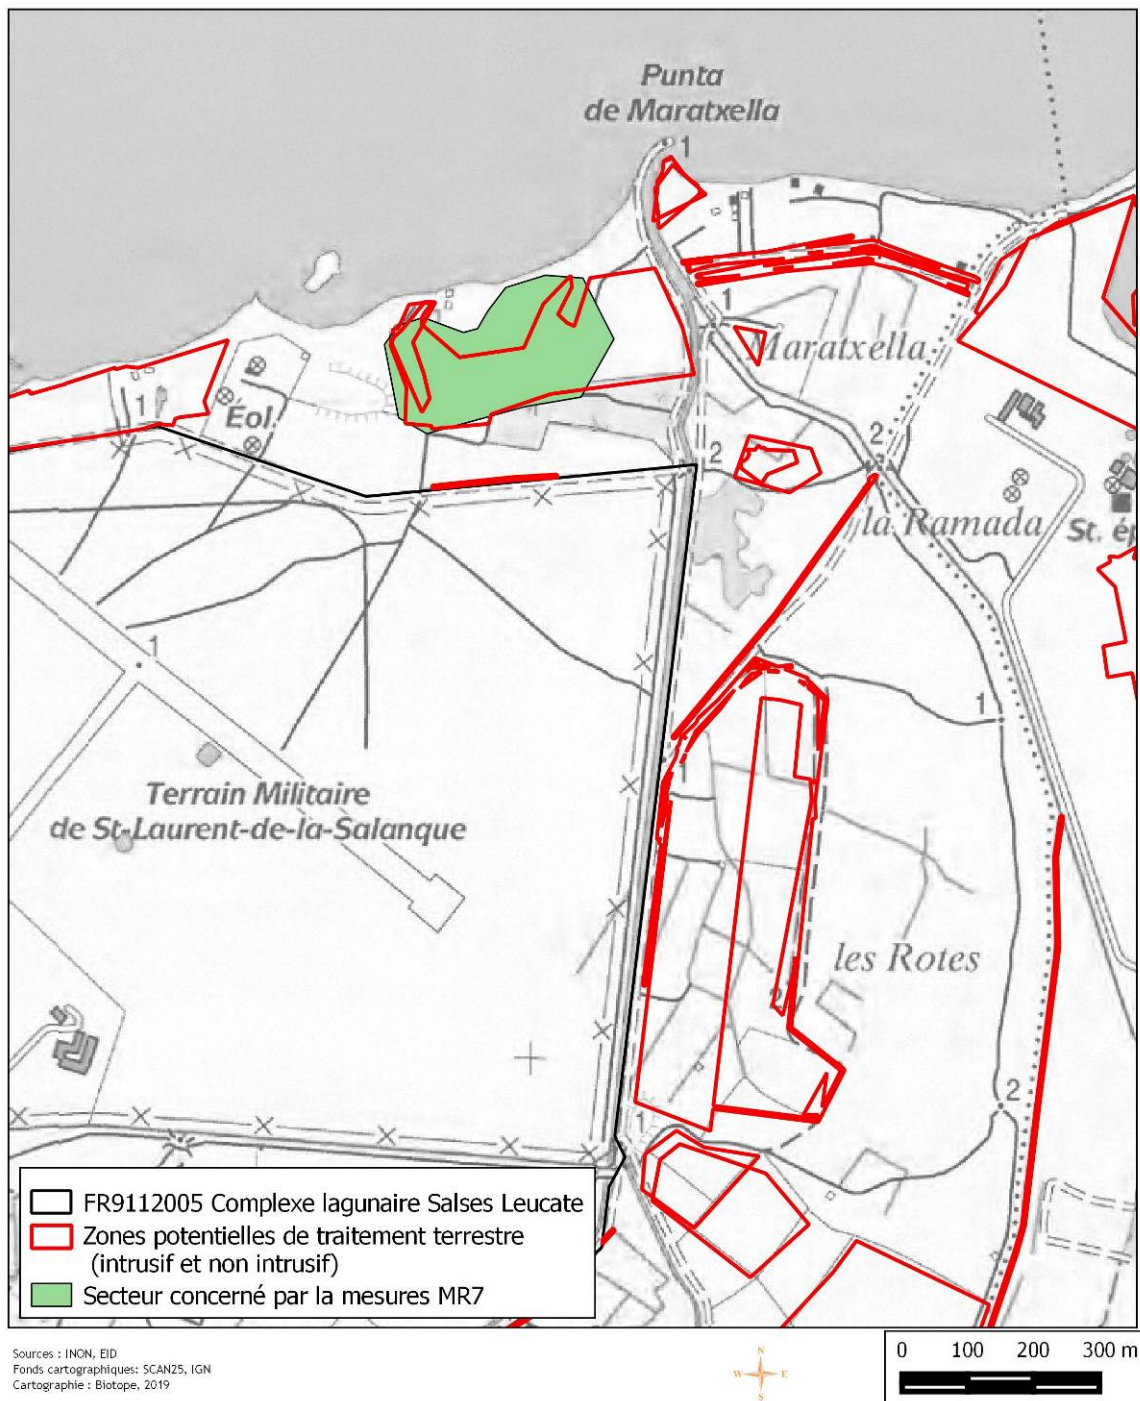 Punta
de Maratxella
1
1
Maratxélla
1
Éol.
2
2
la Ramada
St. ép
1
1
Terrain Militaire
de St-Laurent-de-la-Salanque
1
les Rotes
2
1
FR9112005 Complexe lagunaire Salses Leucate
Zones potentielles de traitement terrestre
(intrusif et non intrusif)
Secteur concerné par la mesures MR7
Sources : INON, EID
Fonds cartographiques: SCAN25, IGN
Cartographie : Biotope, 2019
N
W E
S
0 100 200 300 m